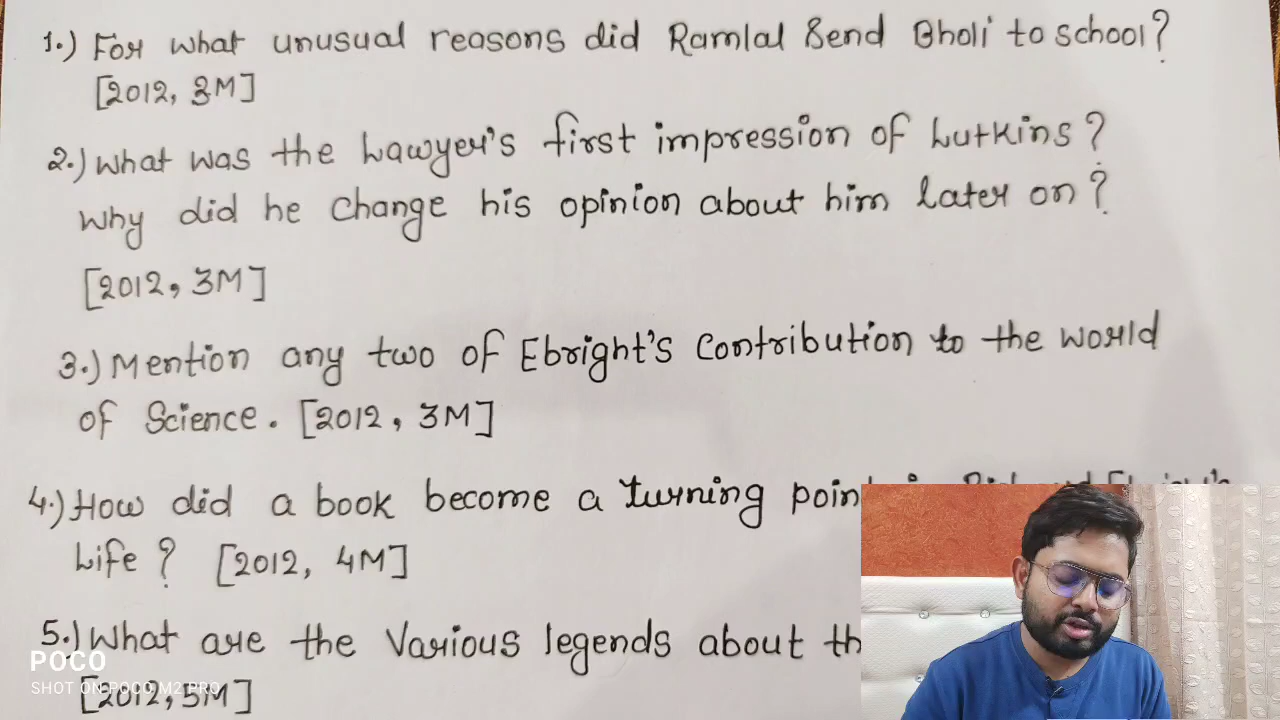 1.) For what unusual reasons did Ramlal Send Bholi to school?
[2012, 3M]
2.) What was the Lawyer's first impression of Lutkins?
Why did he change his opinion about him later on?
[2012, 3M]
3.) Mention any two of Ebright's Contribution to the world
of Science. [2012, 3M]
4.) How did a book become a turning
Life? [2012, 4M]
5.) What are the Various legends about
POCO
SHOT ON POCO M2 PRO
[2012, 5M]